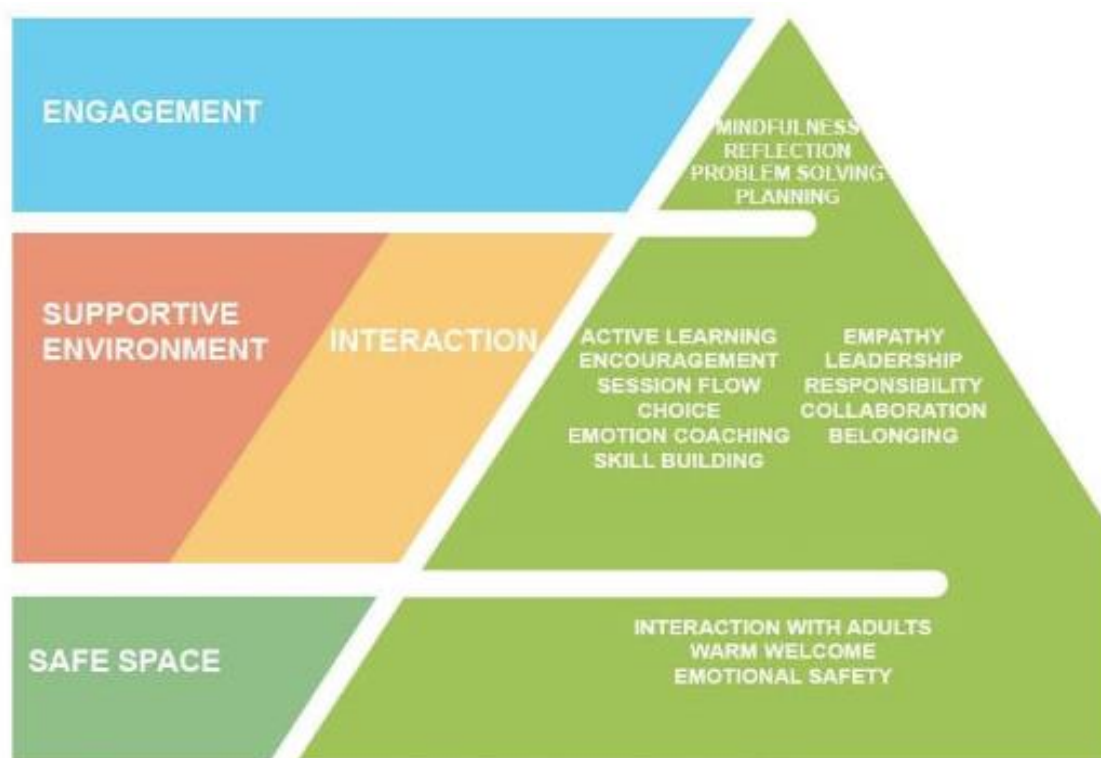 ENGAGEMENT
MINDFULNESS
REFLECTION
PROBLEM SOLVING
PLANNING
SUPPORTIVE
ENVIRONMENT
INTERACTION
ACTIVE LEARNING
ENCOURAGEMENT
SESSION FLOW
CHOICE
EMOTION COACHING
SKILL BUILDING
EMPATHY
LEADERSHIP
RESPONSIBILITY
COLLABORATION
BELONGING
SAFE SPACE
INTERACTION WITH ADULTS
WARM WELCOME
EMOTIONAL SAFETY